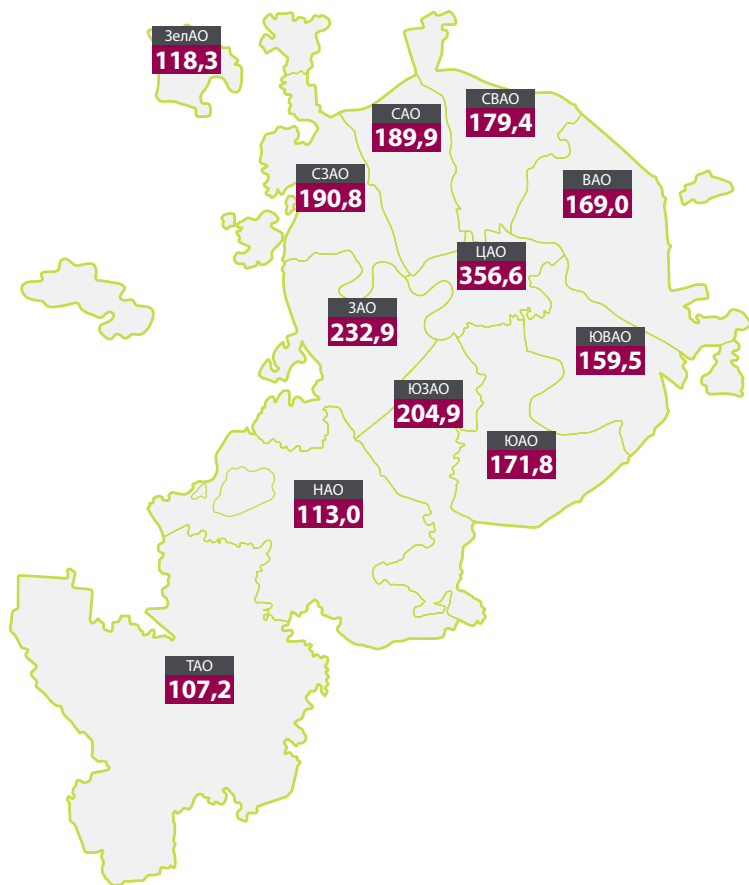 ЗелАО
118,3
СВАО
179,4
САО
189,9
СЗАО
190,8
ВАО
169,0
ЦАО
356,6
ЗАО
232,9
ЮВАО
159,5
ЮЗАО
204,9
ЮАО
171,8
НАО
113,0
ТАО
107,2